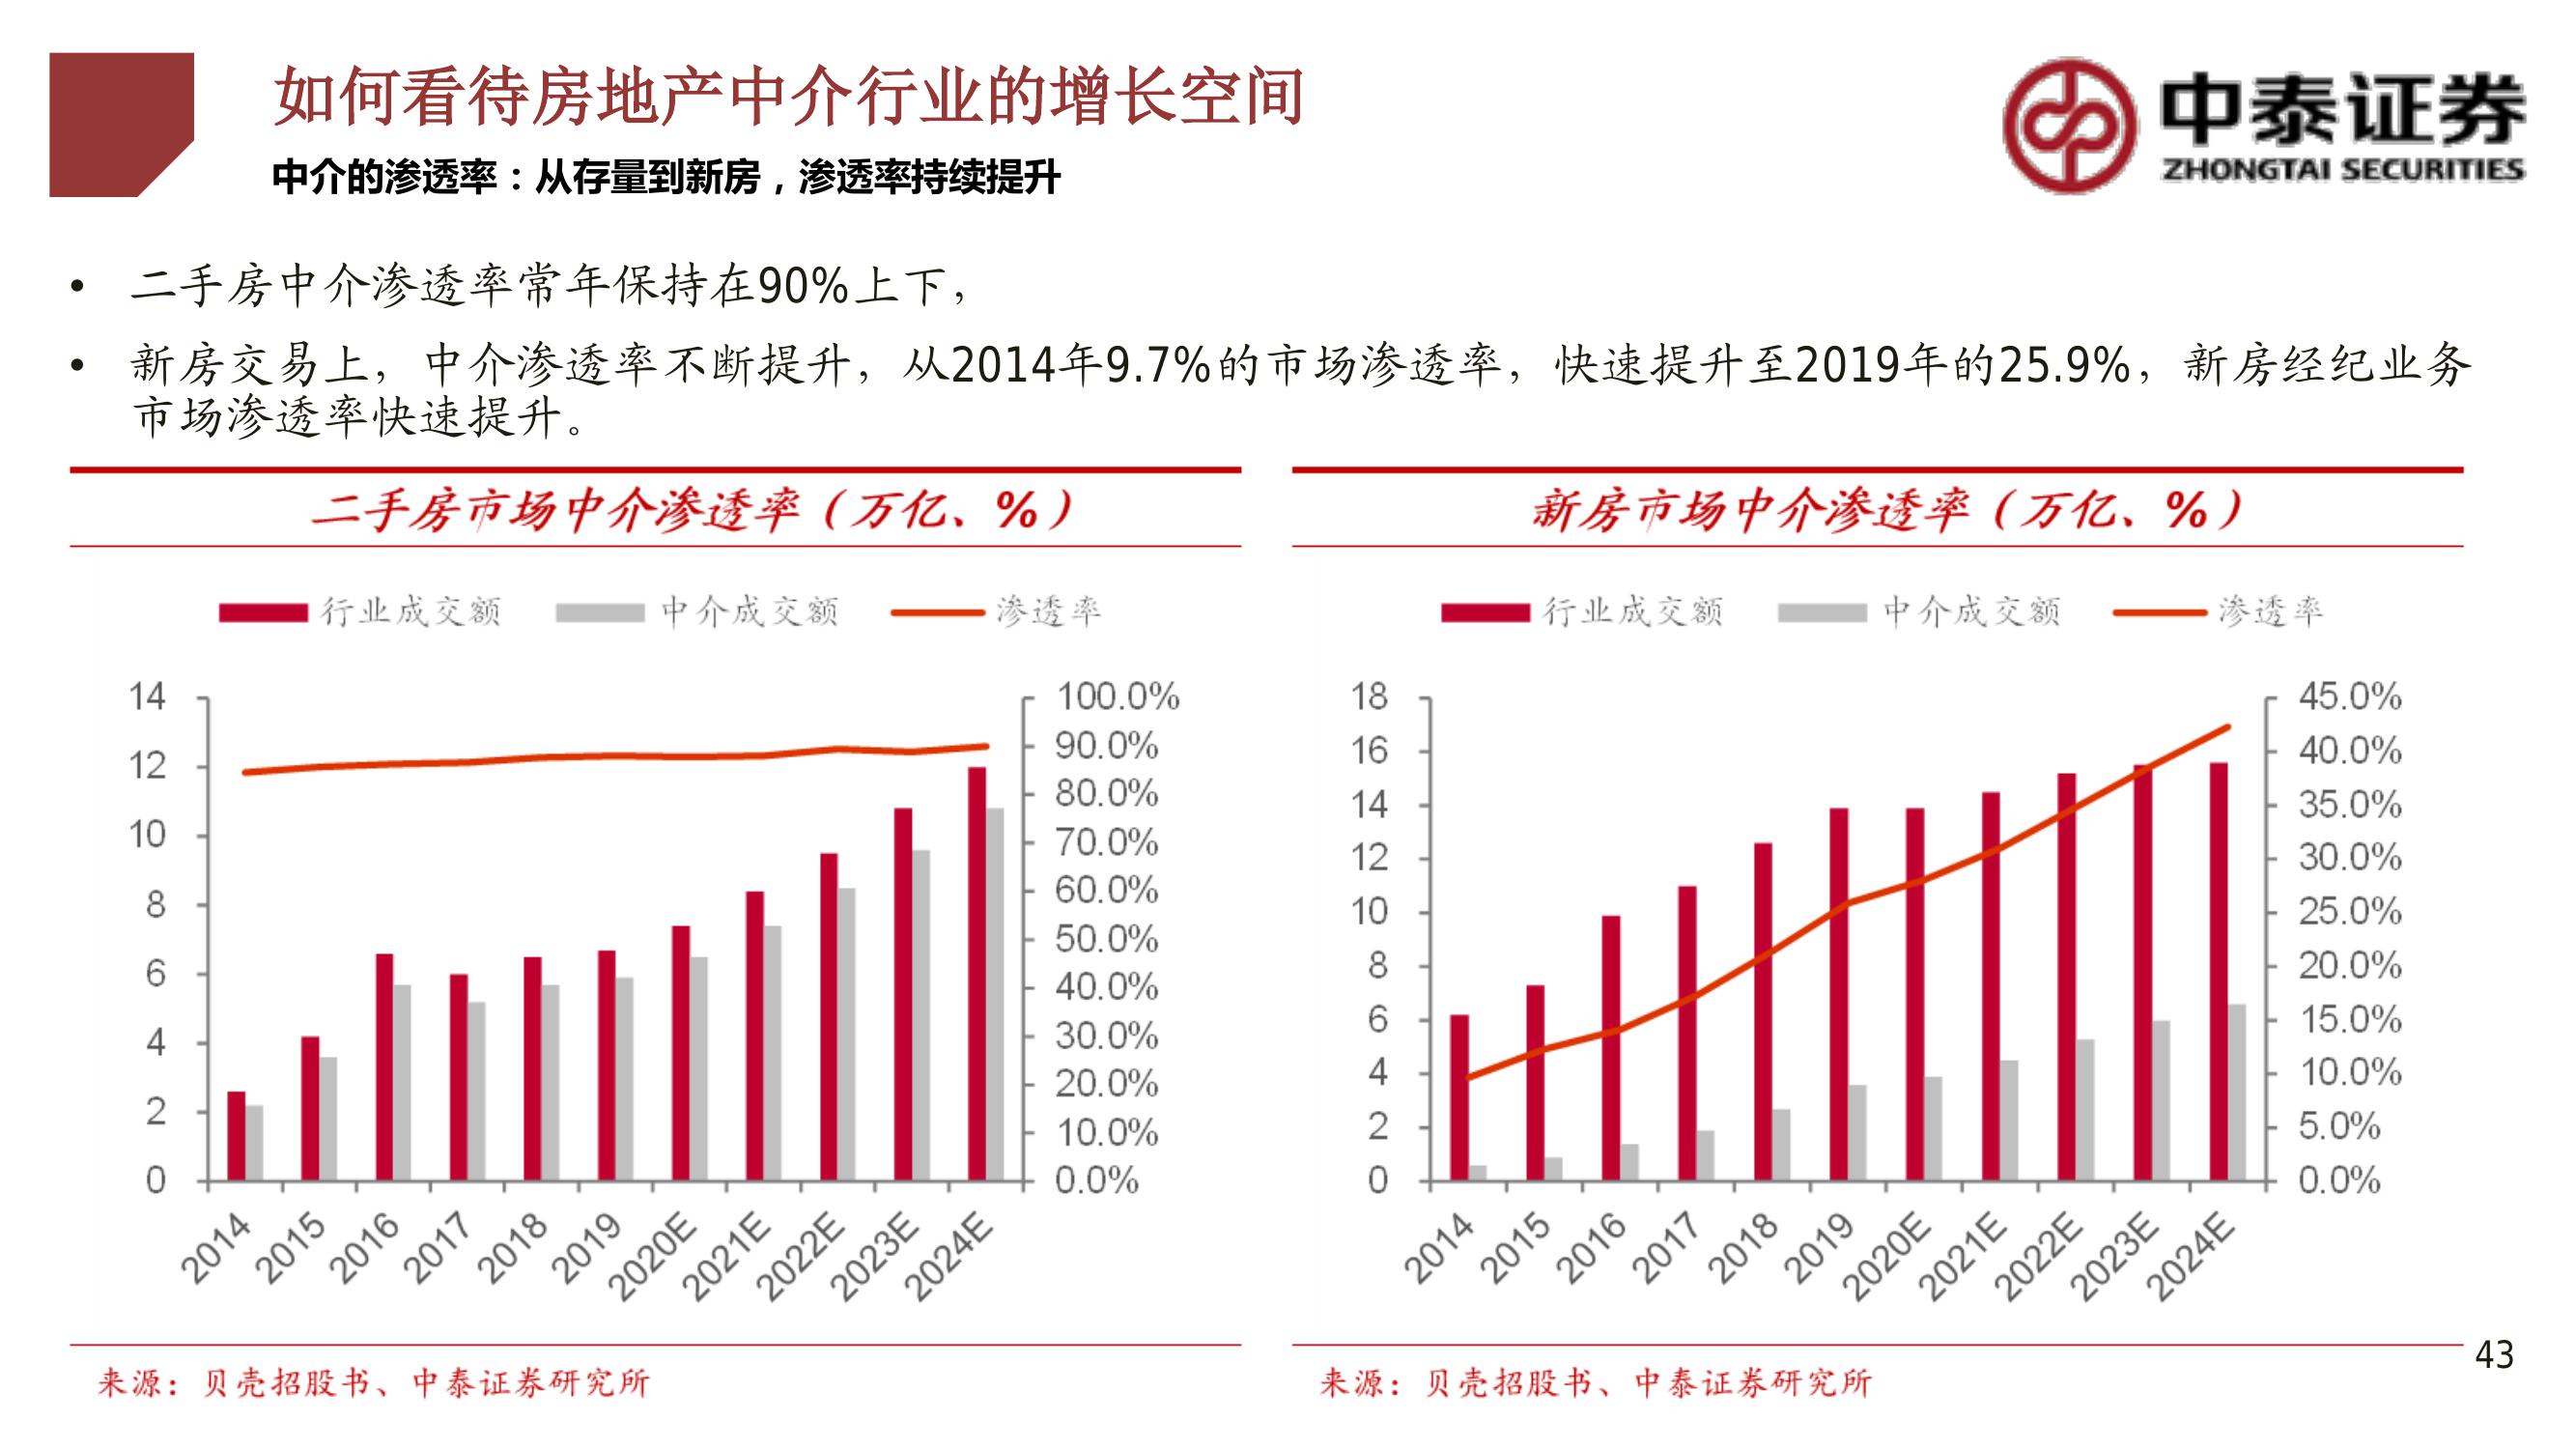 如何看待房地产中介行业的增长空间
中泰证券
ZHONGTAI SECURITIES
中介的渗透率：从存量到新房，渗透率持续提升
• 二手房中介渗透率常年保持在90%上下，
• 新房交易上，中介渗透率不断提升，从2014年9.7%的市场渗透率，快速提升至2019年的25.9%，新房经纪业务
市场渗透率快速提升。
二手房市场中介渗透率（万亿、%）
行业成交额 中介成交额 渗透率
14
12
10
8
6
4
2
0
100.0%
90.0%
80.0%
70.0%
60.0%
50.0%
40.0%
30.0%
20.0%
10.0%
0.0%
2014 2015 2016 2017 2018 2019 2020E 2021E 2022E 2023E 2024E
来源：贝壳招股书、中泰证券研究所
新房市场中介渗透率（万亿、%）
行业成交额 中介成交额 渗透率
18
16
14
12
10
8
6
4
2
0
45.0%
40.0%
35.0%
30.0%
25.0%
20.0%
15.0%
10.0%
5.0%
0.0%
2014 2015 2016 2017 2018 2019 2020E 2021E 2022E 2023E 2024E
来源：贝壳招股书、中泰证券研究所
43